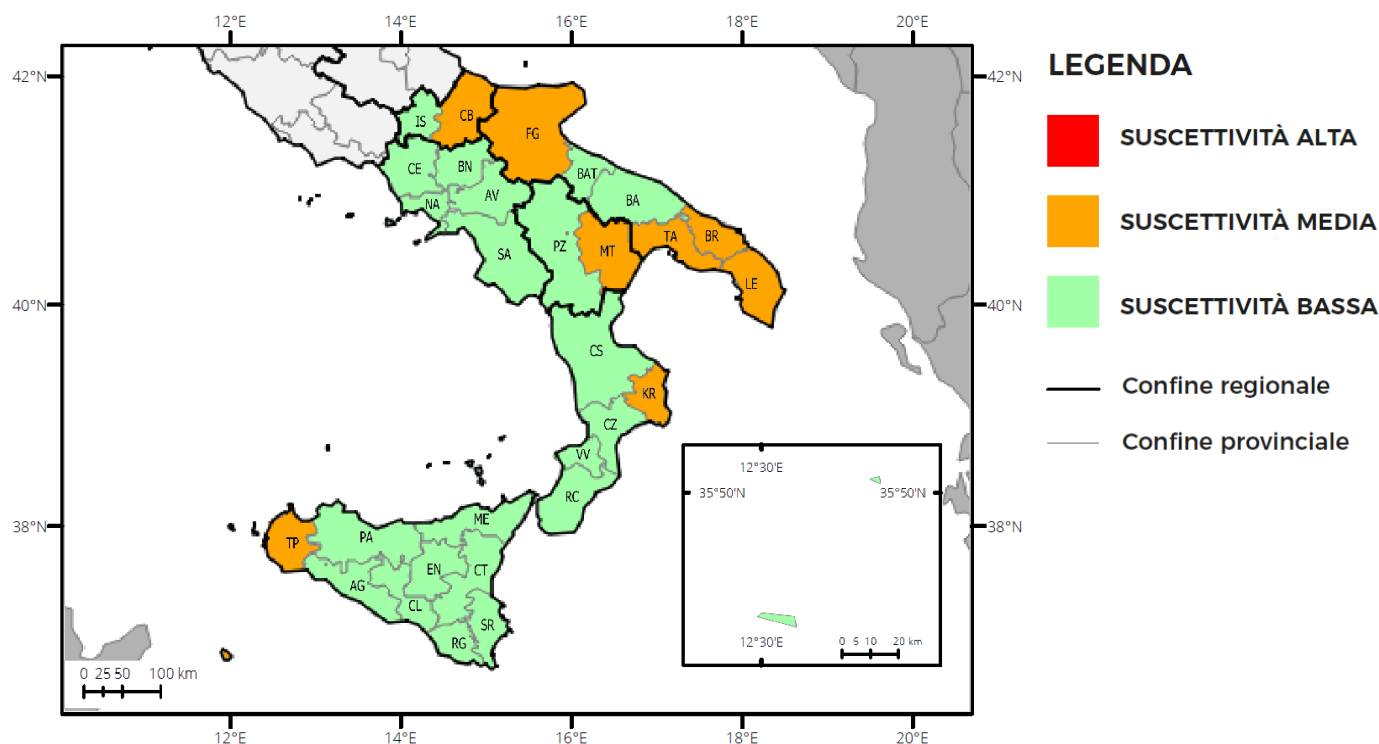 12°E 14°E 16°E 18°E 20°E
42°N 42°N
LEGENDA
SUSCETTIVITÀ ALTA
SUSCETTIVITÀ MEDIA
SUSCETTIVITÀ BASSA
Confine regionale
Confine provinciale
IS CB FG
CE BN BAT
NA AV BA
SA PZ MT TA BR
LE
40°N 40°N
CS
KR
CZ
VV
RC
38°N 38°N
TP PA ME
AG EN CT
CL SR
RG
12°30'E
35°50'N 35°50'N
12°30'E
0 5 10 20 km
0 25 50 100 km
12°E 14°E 16°E 18°E 20°E